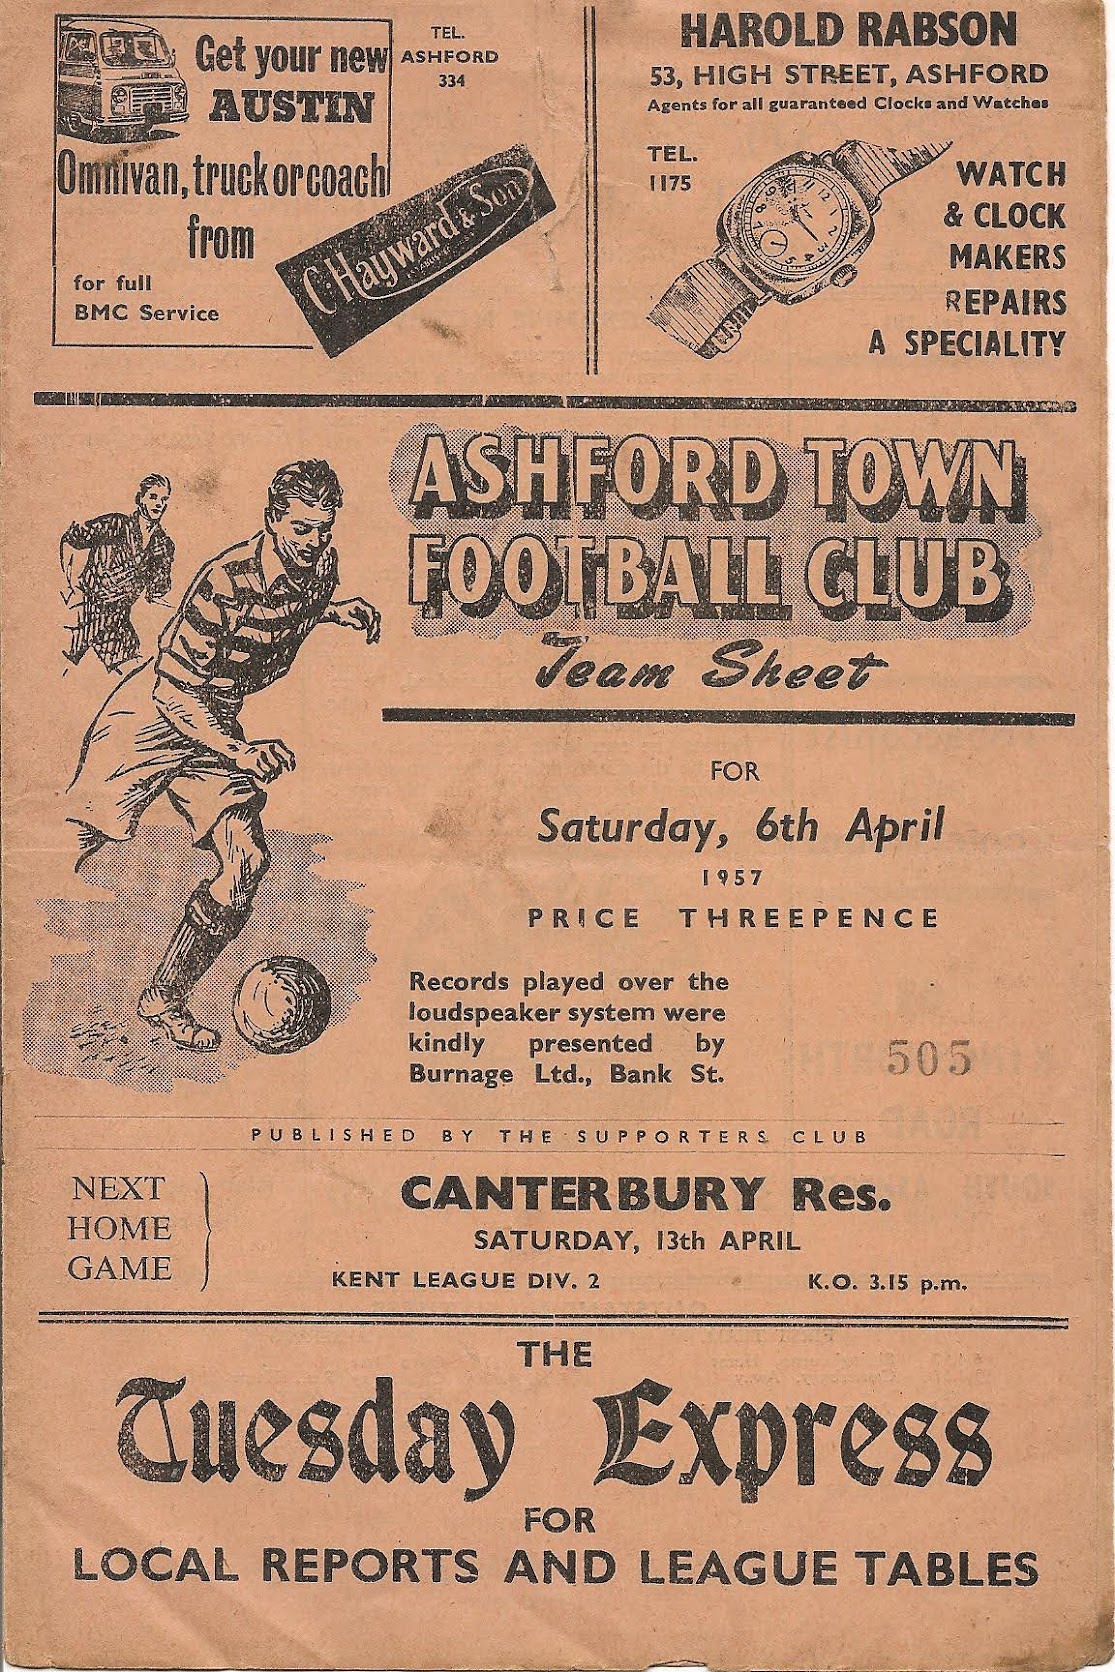 Get your new
AUSTIN
Omnivan, truck or coach
from
for full
BMC Service
TEL.
ASHFORD
334
C. Hayward & Son
HAROLD RABSON
53, HIGH STREET, ASHFORD
Agents for all guaranteed Clocks and Watches
TEL.
1175
WATCH
& CLOCK
MAKERS
REPAIRS
A SPECIALITY
ASHFORD TOWN
FOOTBALL CLUB
Team Sheet
FOR
Saturday, 6th April
1957
PRICE THREEPENCE
Records played over the
loudspeaker system were
kindly presented by
Burnage Ltd., Bank St.
505
PUBLISHED BY THE SUPPORTERS CLUB
NEXT
HOME
GAME
CANTERBURY Res.
SATURDAY, 13th APRIL
KENT LEAGUE DIV. 2 K.O. 3.15 p.m.
THE
Tuesday Express
FOR
LOCAL REPORTS AND LEAGUE TABLES